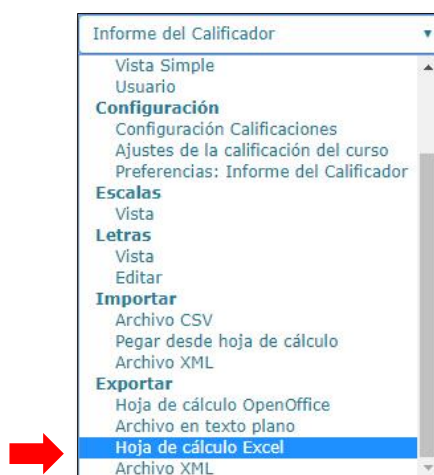 Informe del Calificador
Vista Simple
Usuario
Configuración
Configuración Calificaciones
Ajustes de la calificación del curso
Preferencias: Informe del Calificador
Escalas
Vista
Letras
Vista
Editar
Importar
Archivo CSV
Pegar desde hoja de cálculo
Archivo XML
Exportar
Hoja de cálculo OpenOffice
Archivo en texto plano
Hoja de cálculo Excel
Archivo XML